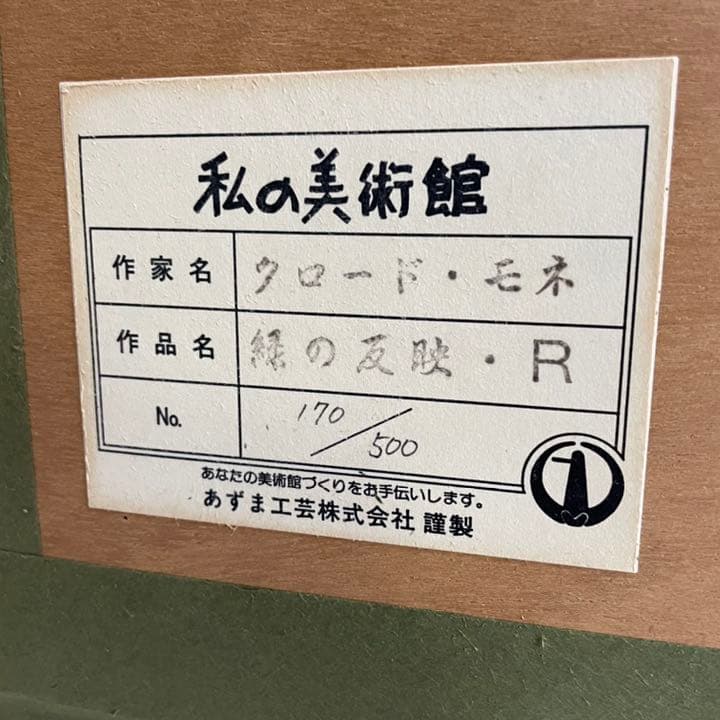 私の美術館
作家名 クロード・モネ
作品名 緑の反映・R
No. 170/500
あなたの美術館づくりをお手伝いします。
あずま工芸株式会社 謹製